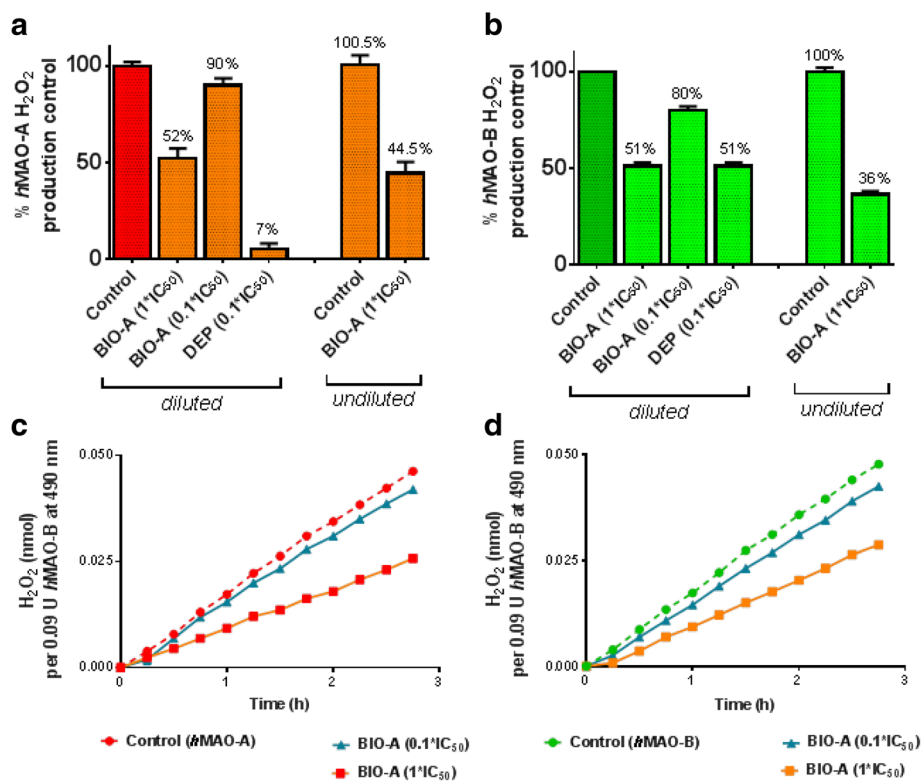 a
% hMAO-A H₂O₂
production control
100
50
0
52%
90%
7%
100.5%
44.5%
Control
BIO-A (1*IC₅₀)
BIO-A (0.1*IC₅₀)
DEP (0.1*IC₅₀)
Control
BIO-A (1*IC₅₀)
diluted
undiluted
b
% hMAO-B H₂O₂
production control
100
50
0
51%
80%
51%
100%
36%
Control
BIO-A (1*IC₅₀)
BIO-A (0.1*IC₅₀)
DEP (0.1*IC₅₀)
Control
BIO-A (1*IC₅₀)
diluted
undiluted
c
H₂O₂ (nmol)
per 0.09 U hMAO-B at 490 nm
0.050
0.025
0.000
0
1
2
3
Time (h)
Control (hMAO-A)
BIO-A (0.1*IC₅₀)
BIO-A (1*IC₅₀)
d
H₂O₂ (nmol)
per 0.09 U hMAO-B at 490 nm
0.050
0.025
0.000
0
1
2
3
Time (h)
Control (hMAO-B)
BIO-A (0.1*IC₅₀)
BIO-A (1*IC₅₀)